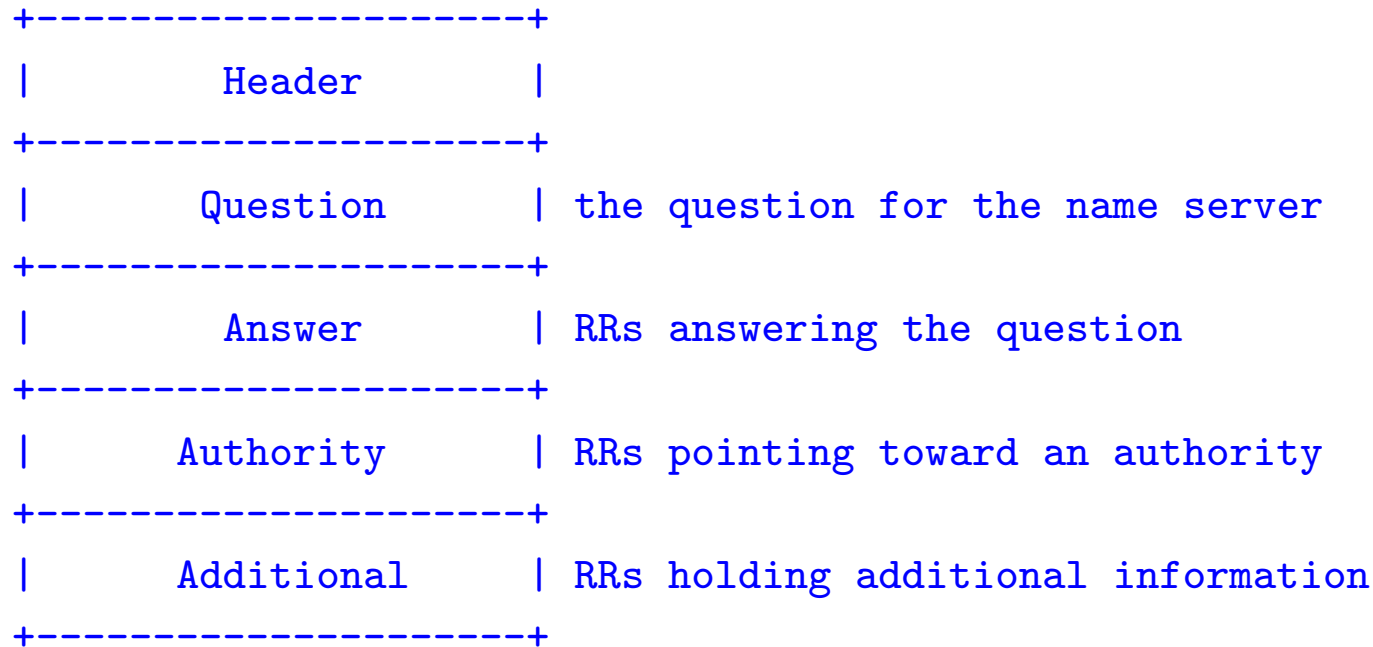 +---------------------+
|        Header       |
+---------------------+
|       Question      | the question for the name server
+---------------------+
|        Answer       | RRs answering the question
+---------------------+
|      Authority      | RRs pointing toward an authority
+---------------------+
|      Additional     | RRs holding additional information
+---------------------+